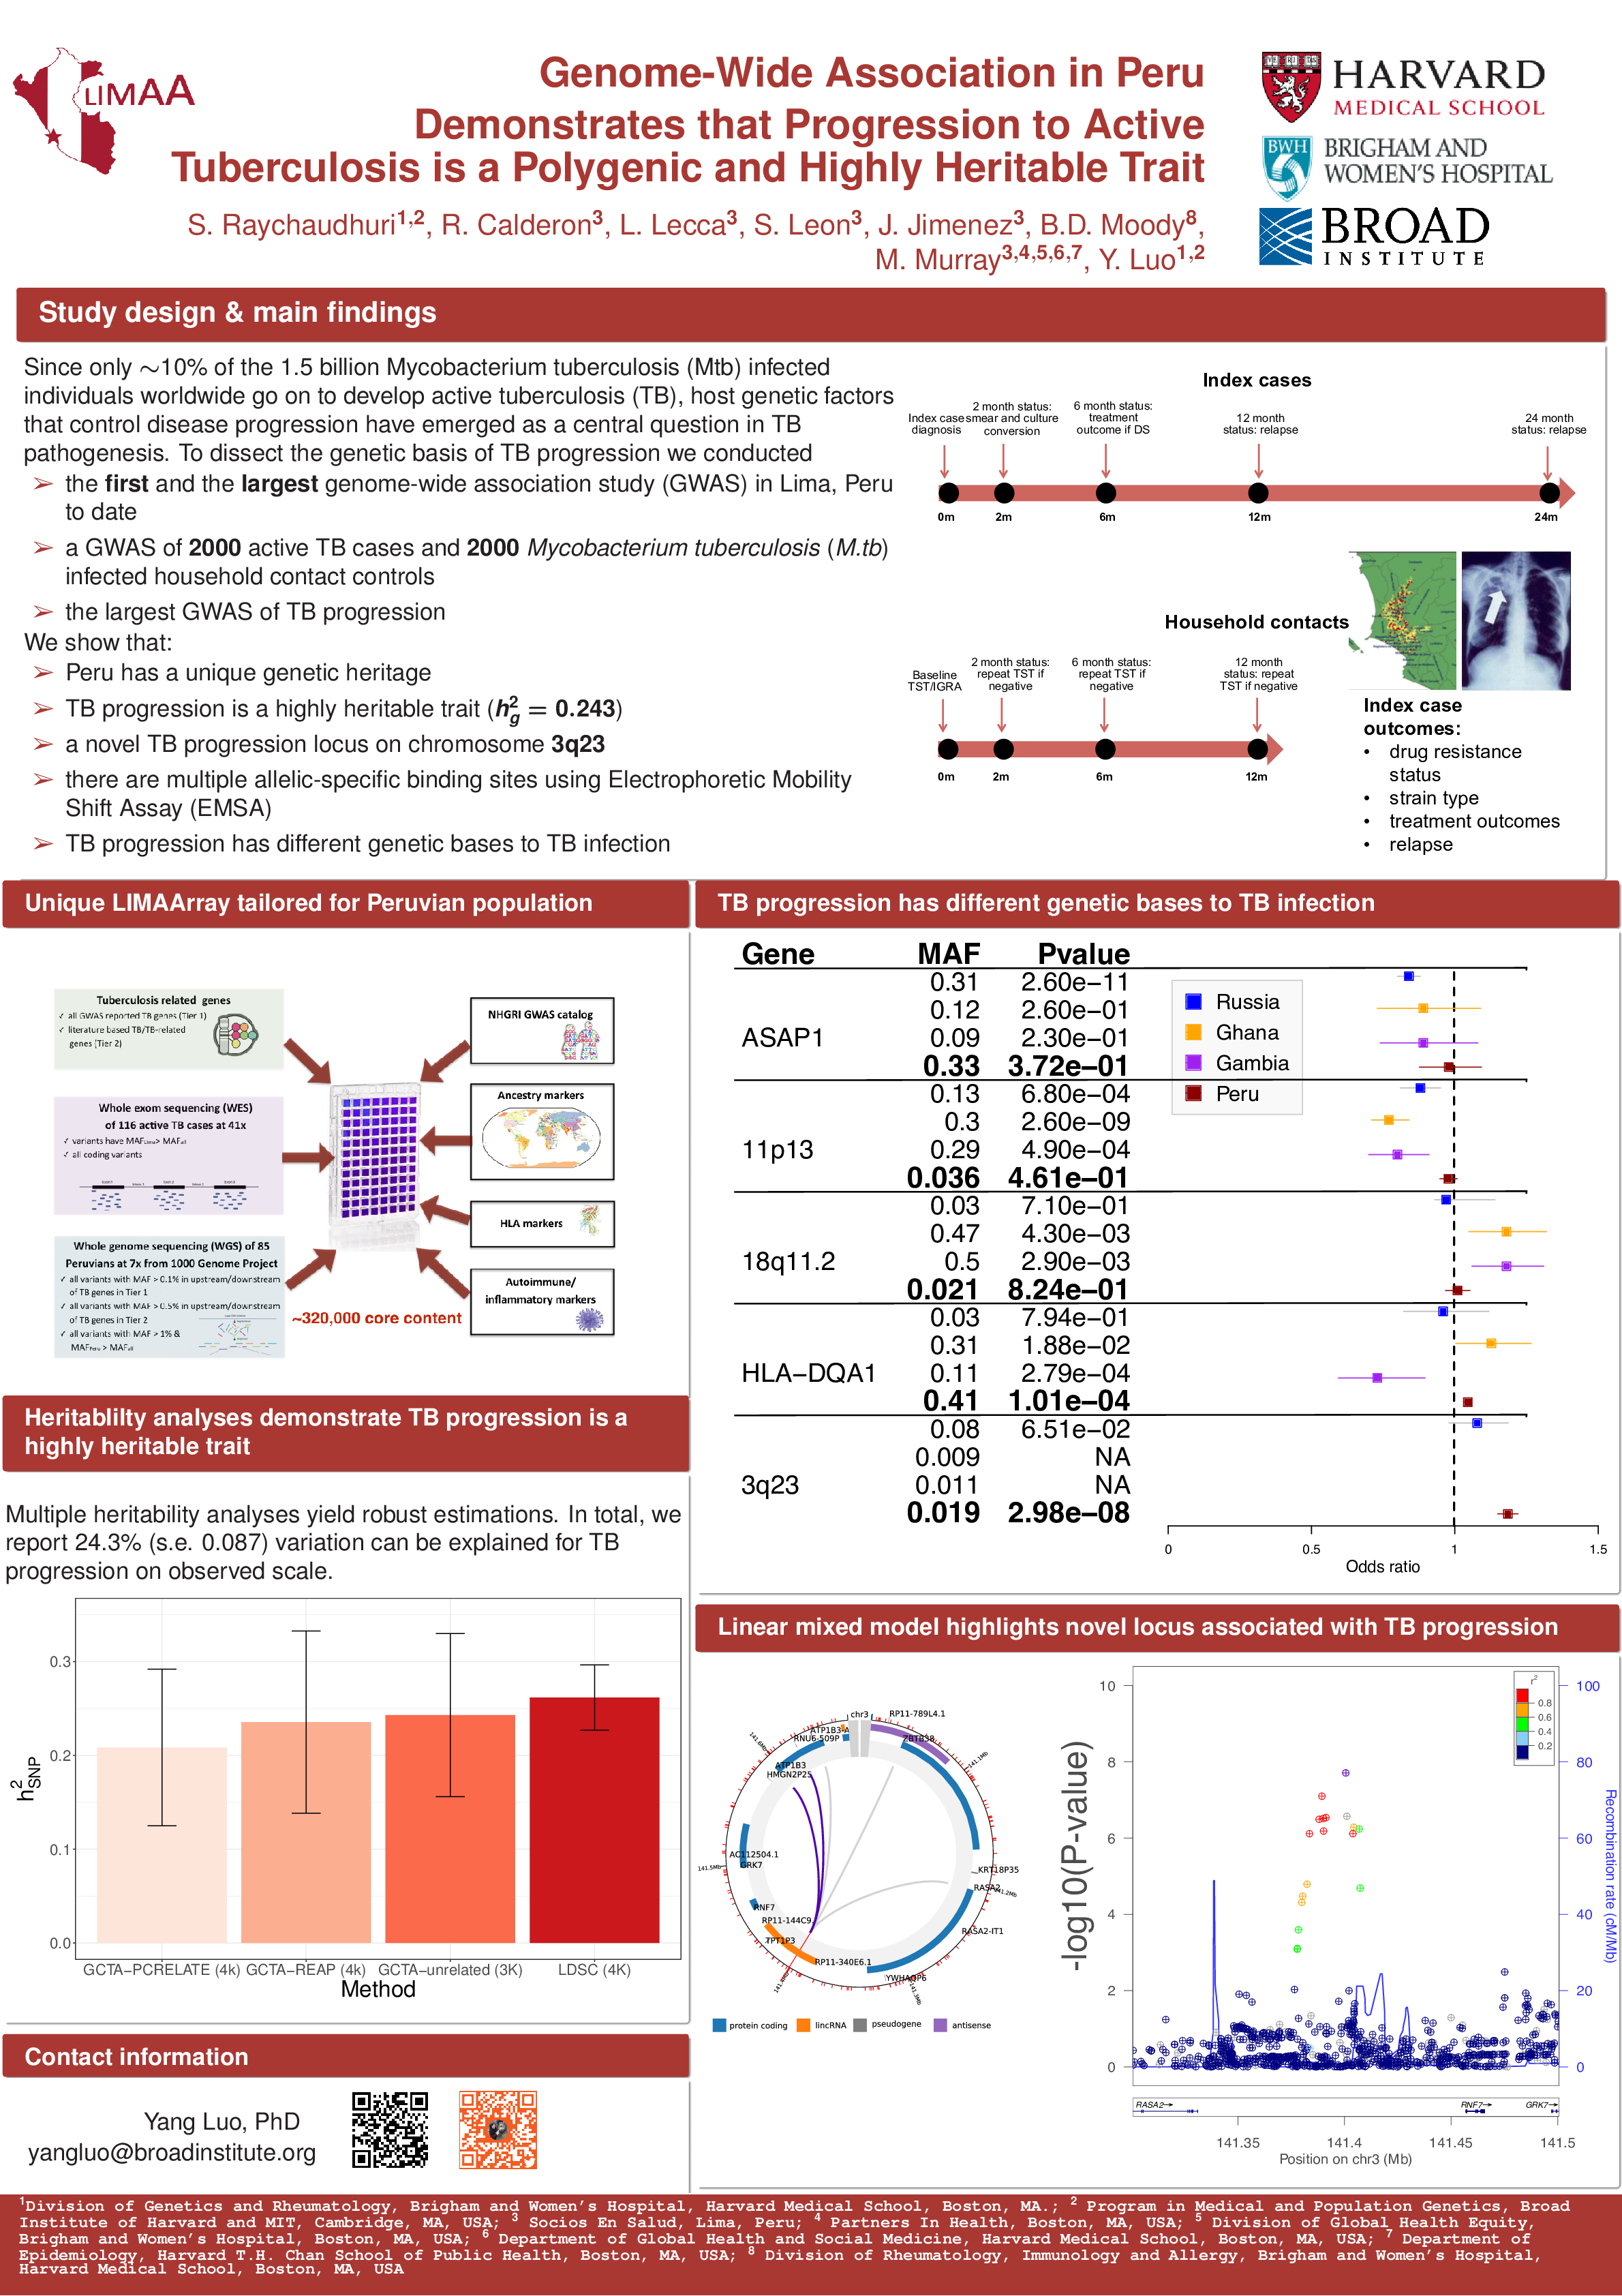 LIMAA
Genome-Wide Association in Peru
Demonstrates that Progression to Active
Tuberculosis is a Polygenic and Highly Heritable Trait
S. Raychaudhuri1,2, R. Calderon3, L. Lecca3, S. Leon3, J. Jimenez3, B.D. Moody8,
M. Murray3,4,5,6,7, Y. Luo1,2
HARVARD
MEDICAL SCHOOL
BWH
BRIGHAM AND
WOMEN'S HOSPITAL
BROAD
INSTITUTE
Study design & main findings
Since only ∼10% of the 1.5 billion Mycobacterium tuberculosis (Mtb) infected
individuals worldwide go on to develop active tuberculosis (TB), host genetic factors
that control disease progression have emerged as a central question in TB
pathogenesis. To dissect the genetic basis of TB progression we conducted
➢ the first and the largest genome-wide association study (GWAS) in Lima, Peru
to date
➢ a GWAS of 2000 active TB cases and 2000 Mycobacterium tuberculosis (M.tb)
infected household contact controls
➢ the largest GWAS of TB progression
We show that:
➢ Peru has a unique genetic heritage
➢ TB progression is a highly heritable trait (h²g = 0.243)
➢ a novel TB progression locus on chromosome 3q23
➢ there are multiple allelic-specific binding sites using Electrophoretic Mobility
Shift Assay (EMSA)
➢ TB progression has different genetic bases to TB infection
Index cases
Index case
diagnosis
2 month status:
smear and culture
conversion
6 month status:
treatment
outcome if DS
12 month
status: relapse
24 month
status: relapse
0m 2m 6m 12m 24m
Household contacts
Baseline
TST/IGRA
2 month status:
repeat TST if
negative
6 month status:
repeat TST if
negative
12 month
status: repeat
TST if negative
0m 2m 6m 12m
Index case
outcomes:
• drug resistance
status
• strain type
• treatment outcomes
• relapse
Unique LIMAArray tailored for Peruvian population
Tuberculosis related genes
✓ all GWAS reported TB genes (Tier 1)
✓ literature based TB/TB-related
genes (Tier 2)
Whole exom sequencing (WES)
of 116 active TB cases at 41x
✓ variants have MAFLima> MAFall
✓ all coding variants
Whole genome sequencing (WGS) of 85
Peruvians at 7x from 1000 Genome Project
✓ all variants with MAF > 0.1% in upstream/downstream
of TB genes in Tier 1
✓ all variants with MAF > 0.5% in upstream/downstream
of TB genes in Tier 2
✓ all variants with MAF > 1% &
MAFPeru > MAFall
~320,000 core content
NHGRI GWAS catalog
Ancestry markers
HLA markers
Autoimmune/
inflammatory markers
Heritablilty analyses demonstrate TB progression is a
highly heritable trait
Multiple heritability analyses yield robust estimations. In total, we
report 24.3% (s.e. 0.087) variation can be explained for TB
progression on observed scale.
h²SNP
0.3
0.2
0.1
0.0
GCTA−PCRELATE (4k) GCTA−REAP (4k) GCTA−unrelated (3K) LDSC (4K)
Method
Contact information
Yang Luo, PhD
yangluo@broadinstitute.org
TB progression has different genetic bases to TB infection
Gene MAF Pvalue
0.31 2.60e−11
0.12 2.60e−01
ASAP1 0.09 2.30e−01
0.33 3.72e−01
0.13 6.80e−04
0.3 2.60e−09
11p13 0.29 4.90e−04
0.036 4.61e−01
0.03 7.10e−01
0.47 4.30e−03
18q11.2 0.5 2.90e−03
0.021 8.24e−01
0.03 7.94e−01
0.31 1.88e−02
HLA−DQA1 0.11 2.79e−04
0.41 1.01e−04
0.08 6.51e−02
0.009 NA
3q23 0.011 NA
0.019 2.98e−08
Russia
Ghana
Gambia
Peru
0 0.5 1 1.5
Odds ratio
Linear mixed model highlights novel locus associated with TB progression
chr3
RP11-789L4.1
ATP1B3-A
RNU6-509P
ZBTB38
ATP1B3
HMGN2P25
141.6Mb
141.1Mb
AC112504.1
GRK7
141.5Mb
KRT18P35
RASA2
141.2Mb
RNF7
RP11-144C9.
TPT1P3
RASA2-IT1
RP11-340E6.1
YWHAQP6
141.3Mb
protein coding lincRNA pseudogene antisense
-log10(P-value)
10
8
6
4
2
0
r2
0.8
0.6
0.4
0.2
100
80
60
40
20
0
Recombination rate (cM/Mb)
RASA2→ RNF7→ GRK7→
141.35 141.4 141.45 141.5
Position on chr3 (Mb)
1Division of Genetics and Rheumatology, Brigham and Women's Hospital, Harvard Medical School, Boston, MA.; 2 Program in Medical and Population Genetics, Broad
Institute of Harvard and MIT, Cambridge, MA, USA; 3 Socios En Salud, Lima, Peru; 4 Partners In Health, Boston, MA, USA; 5 Division of Global Health Equity,
Brigham and Women's Hospital, Boston, MA, USA; 6 Department of Global Health and Social Medicine, Harvard Medical School, Boston, MA, USA; 7 Department of
Epidemiology, Harvard T.H. Chan School of Public Health, Boston, MA, USA; 8 Division of Rheumatology, Immunology and Allergy, Brigham and Women's Hospital,
Harvard Medical School, Boston, MA, USA